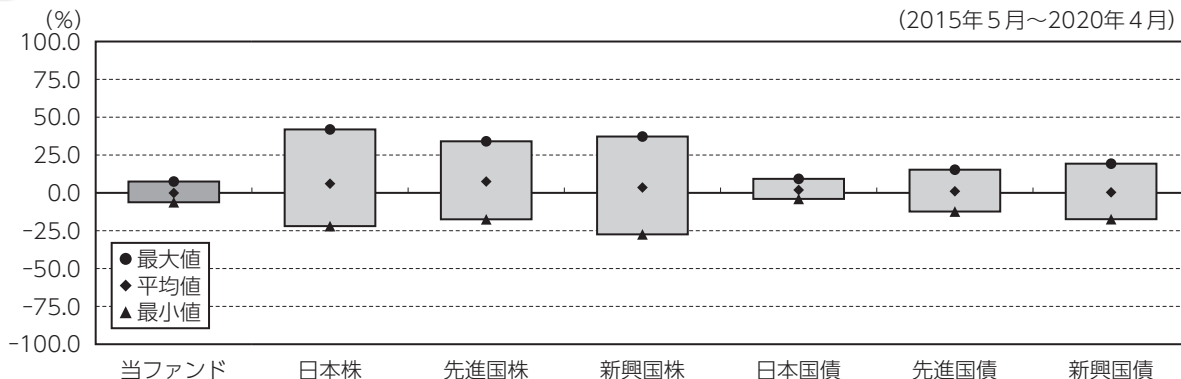 (%)
(2015年5月～2020年4月)
100.0
75.0
50.0
25.0
0.0
-25.0
-50.0
-75.0
-100.0
●最大値
◆平均値
▲最小値
当ファンド 日本株 先進国株 新興国株 日本国債 先進国債 新興国債